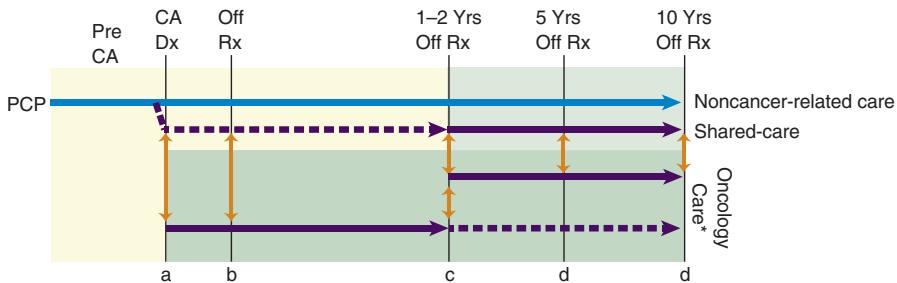 Pre
CA
CA
Dx
Off
Rx
1–2 Yrs
Off Rx
5 Yrs
Off Rx
10 Yrs
Off Rx
PCP
Noncancer-related care
Shared-care
Oncology
Care*
a
b
c
d
d